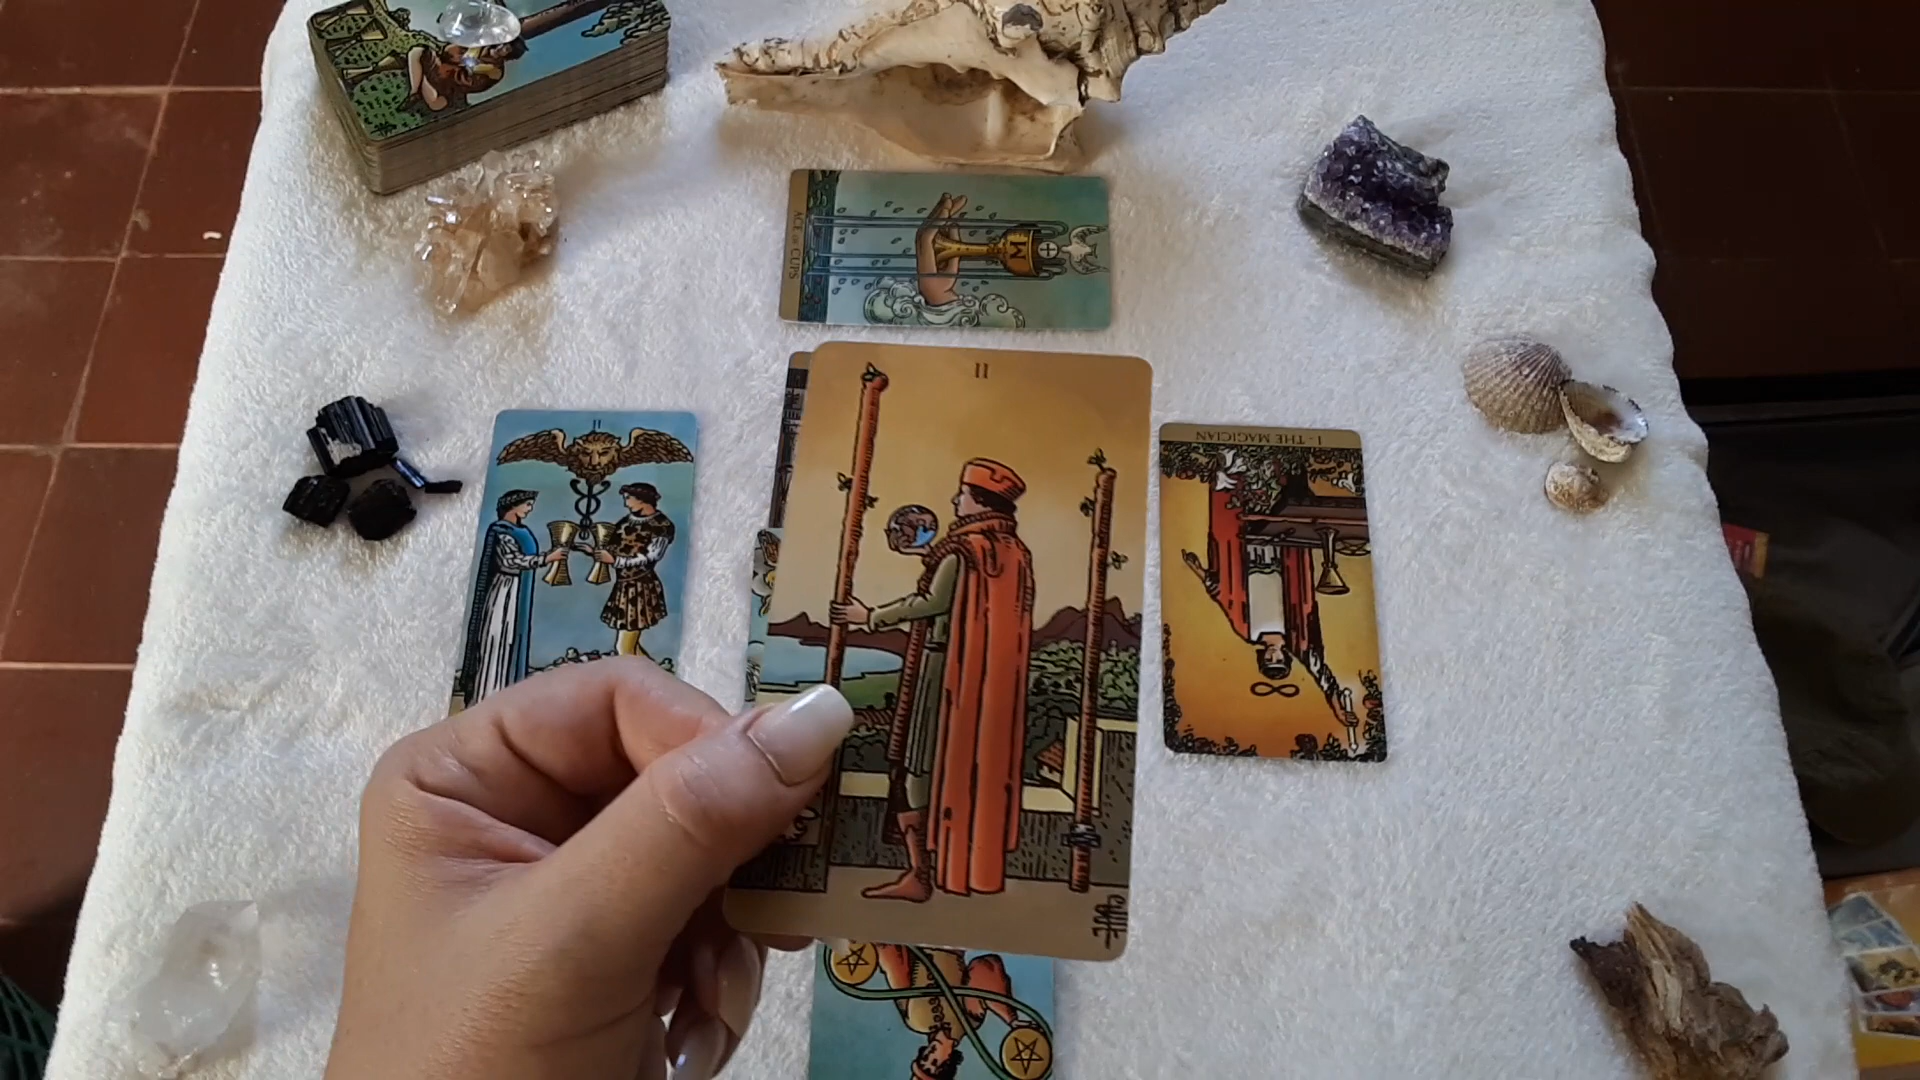 ACE OF CUPS
II
II
I - THE MAGICIAN
M